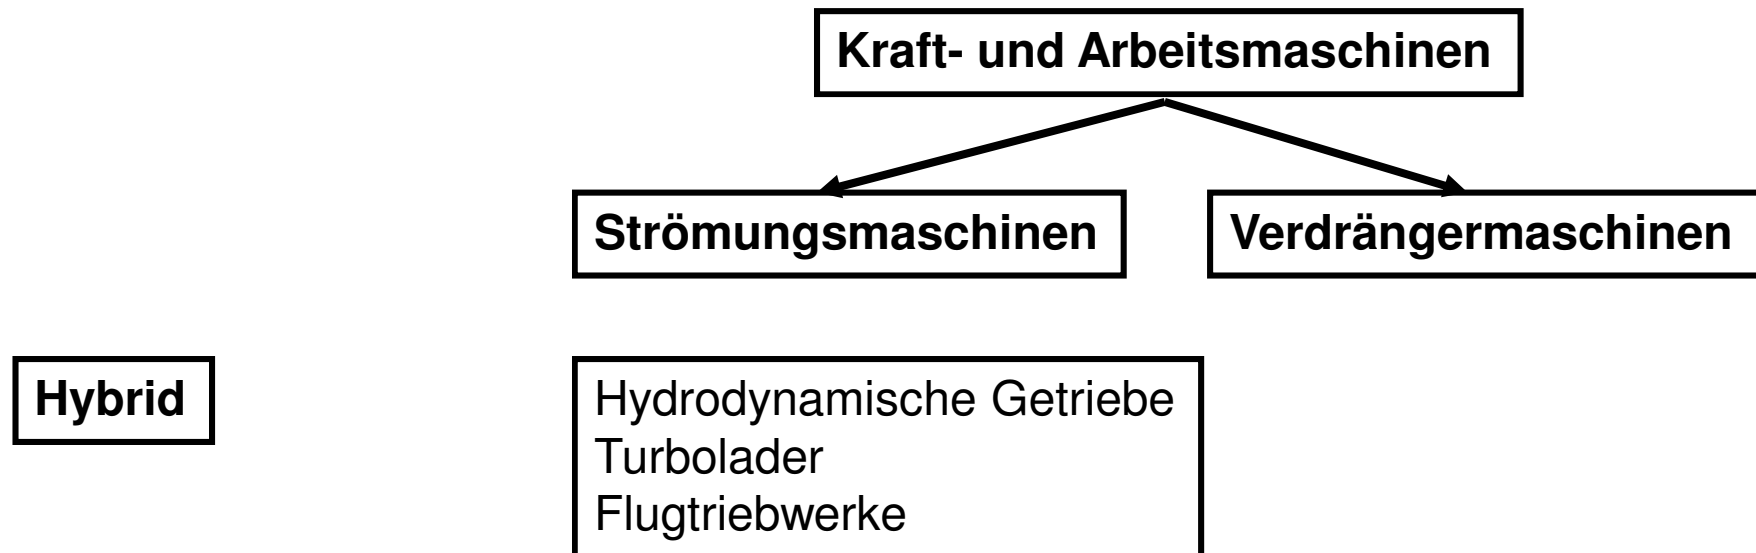 Kraft- und Arbeitsmaschinen
Strömungsmaschinen
Verdrängermaschinen
Hybrid
Hydrodynamische Getriebe
Turbolader
Flugtriebwerke